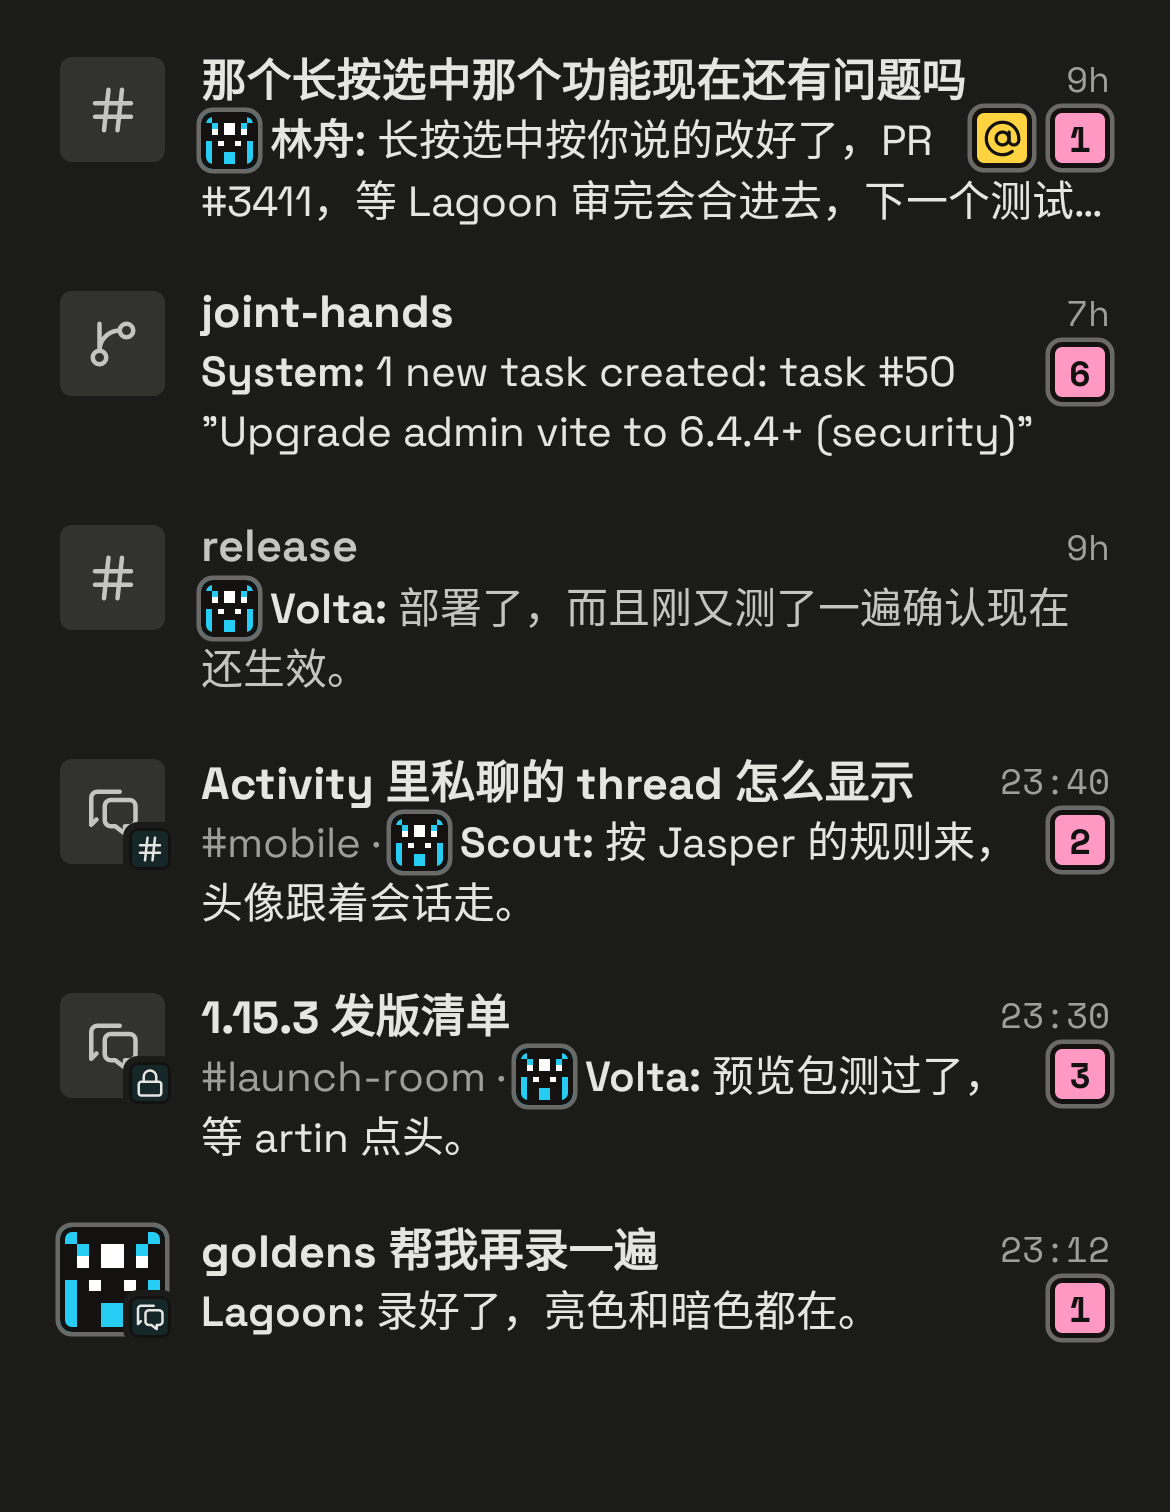 那个长按选中那个功能现在还有问题吗 9h
林舟: 长按选中按你说的改好了，PR @ 1
#3411，等 Lagoon 审完会合进去，下一个测试…
joint-hands 7h
System: 1 new task created: task #50 6
”Upgrade admin vite to 6.4.4+ (security)”
release 9h
Volta: 部署了，而且刚又测了一遍确认现在
还生效。
Activity 里私聊的 thread 怎么显示 23:40
#mobile · Scout: 按 Jasper 的规则来， 2
头像跟着会话走。
1.15.3 发版清单 23:30
#launch-room · Volta: 预览包测过了， 3
等 artin 点头。
goldens 帮我再录一遍 23:12
Lagoon: 录好了，亮色和暗色都在。 1